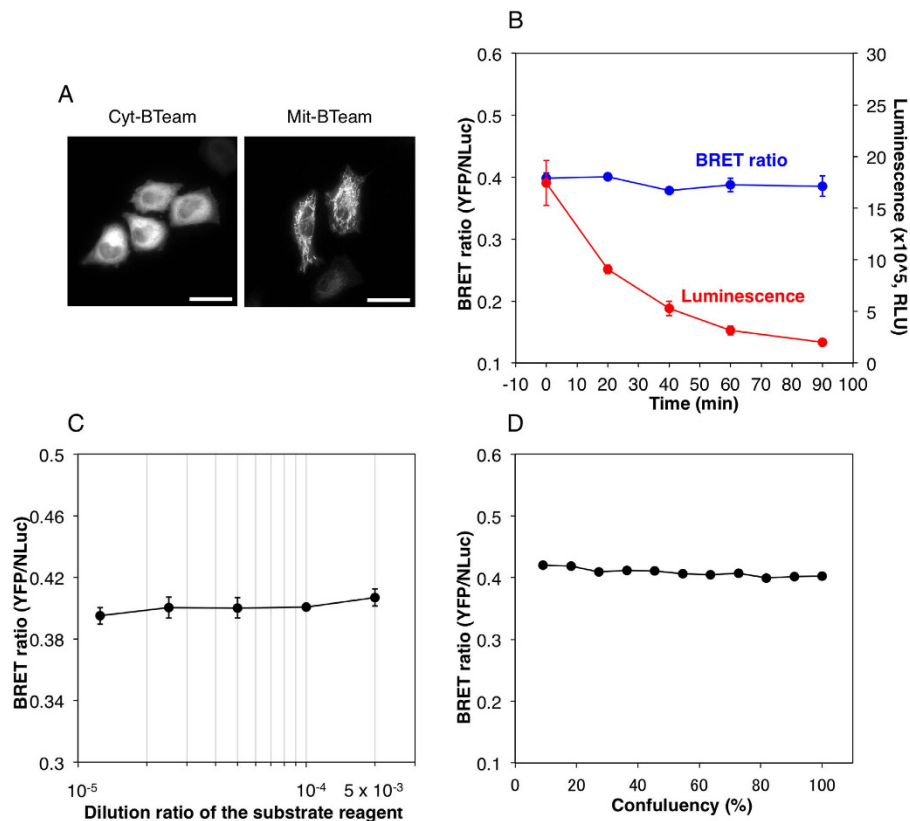 A
Cyt-BTeam
Mit-BTeam
B
BRET ratio (YFP/NLuc)
0.6
0.5
0.4
0.3
0.2
0.1
BRET ratio
Luminescence
30
25
20
15
10
5
0
Luminescence (x10^5, RLU)
-10 0 10 20 30 40 50 60 70 80 90 100
Time (min)
C
BRET ratio (YFP/NLuc)
0.5
0.46
0.42
0.38
0.34
0.3
10-5 10-4 5 x 10-3
Dilution ratio of the substrate reagent
D
BRET ratio (YFP/NLuc)
0.6
0.5
0.4
0.3
0.2
0.1
0 20 40 60 80 100
Confuluency (%)